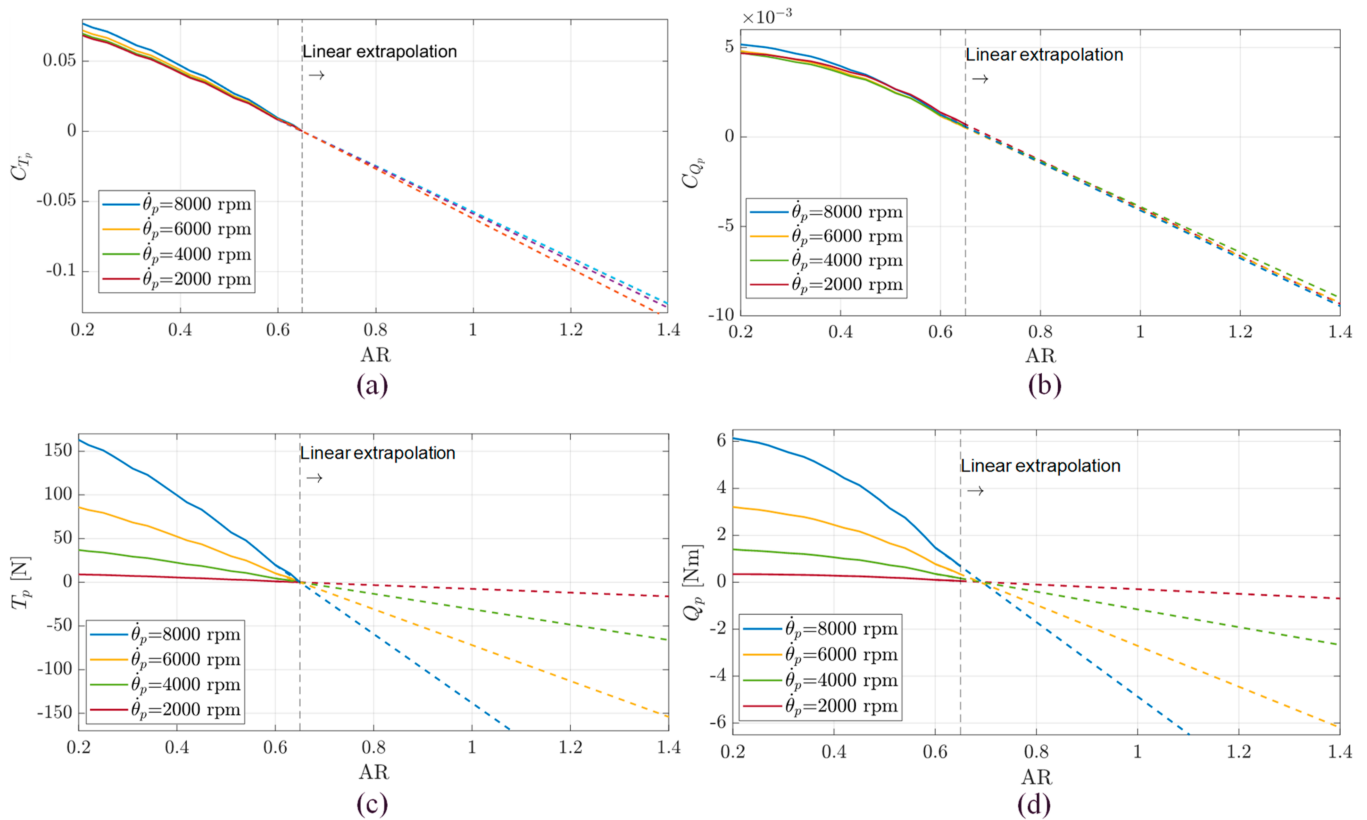 0.05
0
-0.05
-0.1
C_{T_p}
Linear extrapolation
→
θ̇_p=8000 rpm
θ̇_p=6000 rpm
θ̇_p=4000 rpm
θ̇_p=2000 rpm
0.2 0.4 0.6 0.8 1 1.2 1.4
AR
(a)
×10⁻³
5
0
-5
-10
C_{Q_p}
Linear extrapolation
→
θ̇_p=8000 rpm
θ̇_p=6000 rpm
θ̇_p=4000 rpm
θ̇_p=2000 rpm
0.2 0.4 0.6 0.8 1 1.2 1.4
AR
(b)
150
100
50
0
-50
-100
-150
T_p [N]
Linear extrapolation
→
θ̇_p=8000 rpm
θ̇_p=6000 rpm
θ̇_p=4000 rpm
θ̇_p=2000 rpm
0.2 0.4 0.6 0.8 1 1.2 1.4
AR
(c)
6
4
2
0
-2
-4
-6
Q_p [Nm]
Linear extrapolation
→
θ̇_p=8000 rpm
θ̇_p=6000 rpm
θ̇_p=4000 rpm
θ̇_p=2000 rpm
0.2 0.4 0.6 0.8 1 1.2 1.4
AR
(d)